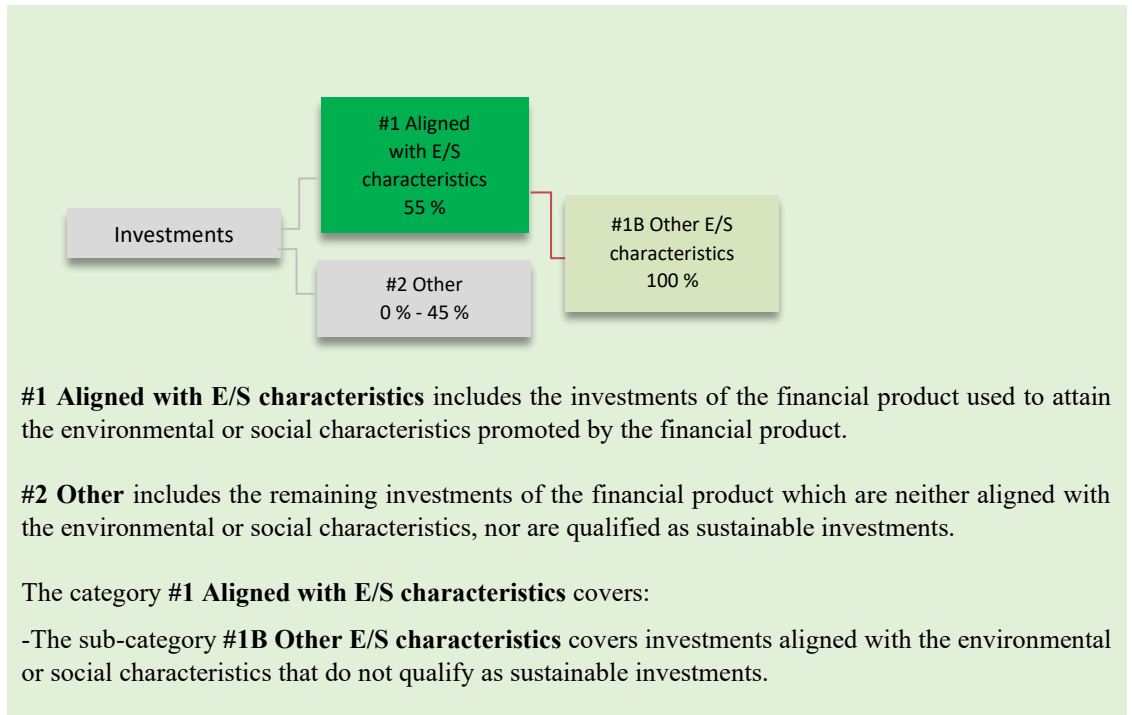 #1 Aligned
with E/S
characteristics
55 %
Investments
#1B Other E/S
characteristics
100 %
#2 Other
0 % - 45 %
#1 Aligned with E/S characteristics includes the investments of the financial product used to attain
the environmental or social characteristics promoted by the financial product.
#2 Other includes the remaining investments of the financial product which are neither aligned with
the environmental or social characteristics, nor are qualified as sustainable investments.
The category #1 Aligned with E/S characteristics covers:
-The sub-category #1B Other E/S characteristics covers investments aligned with the environmental
or social characteristics that do not qualify as sustainable investments.